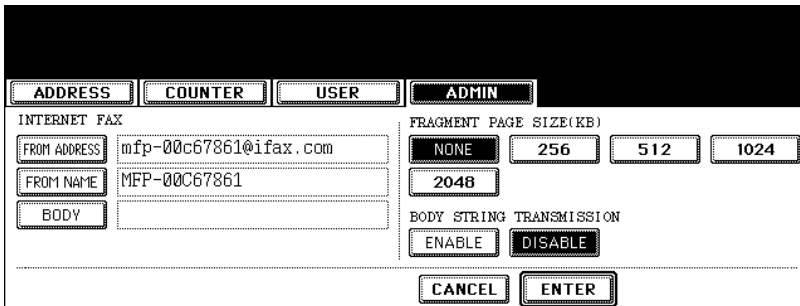 ADDRESS COUNTER USER ADMIN
INTERNET FAX
FROM ADDRESS mfp-00c67861@ifax.com
FROM NAME MFP-00C67861
BODY
FRAGMENT PAGE SIZE(KB)
NONE 256 512 1024
2048
BODY STRING TRANSMISSION
ENABLE DISABLE
CANCEL ENTER